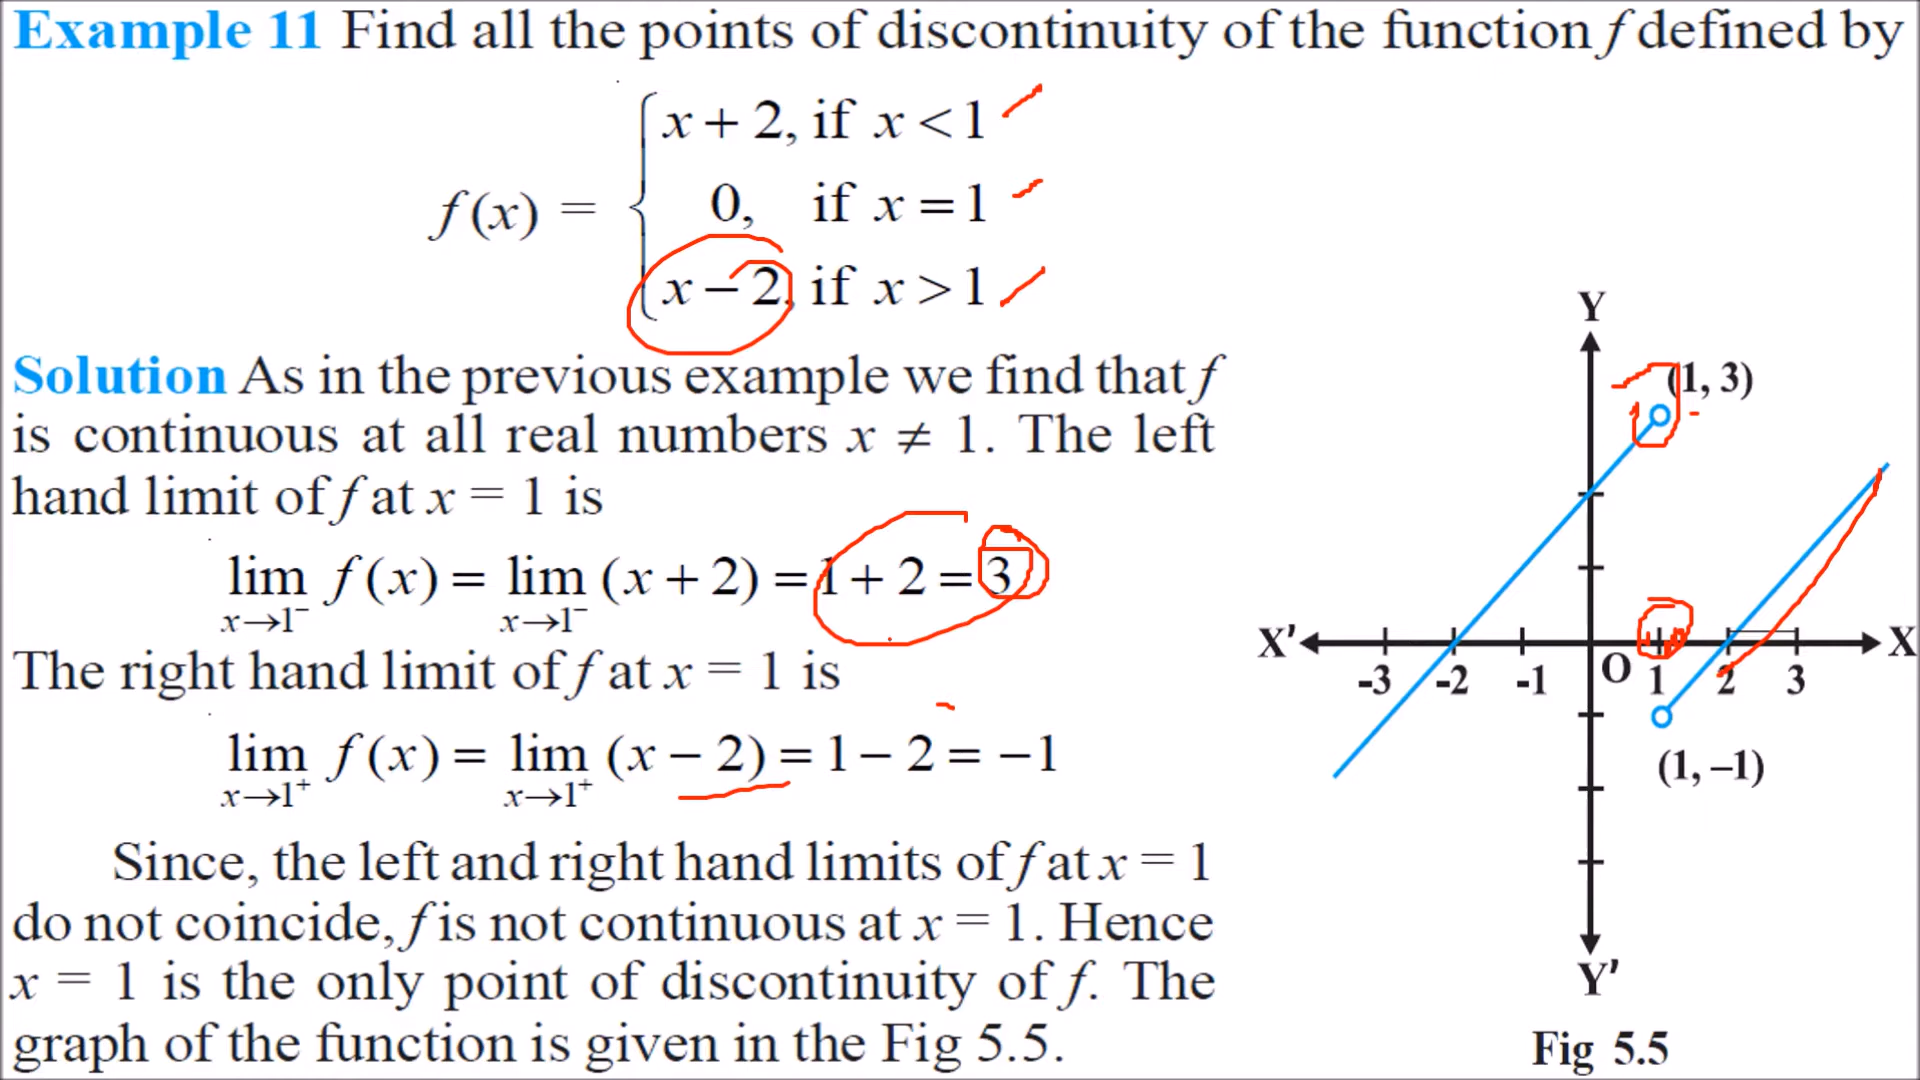 Example 11 Find all the points of discontinuity of the function f defined by
x + 2, if x < 1
f(x) = { 0, if x = 1
x − 2, if x > 1
Solution As in the previous example we find that f
is continuous at all real numbers x ≠ 1. The left
hand limit of f at x = 1 is
lim x→1⁻ f(x) = lim x→1⁻ (x + 2) = 1 + 2 = 3
The right hand limit of f at x = 1 is
lim x→1⁺ f(x) = lim x→1⁺ (x − 2) = 1 − 2 = −1
Since, the left and right hand limits of f at x = 1
do not coincide, f is not continuous at x = 1. Hence
x = 1 is the only point of discontinuity of f. The
graph of the function is given in the Fig 5.5.
Y
(1, 3)
X′ X
-3 -2 -1 O 1 2 3
(1, –1)
Y′
Fig 5.5